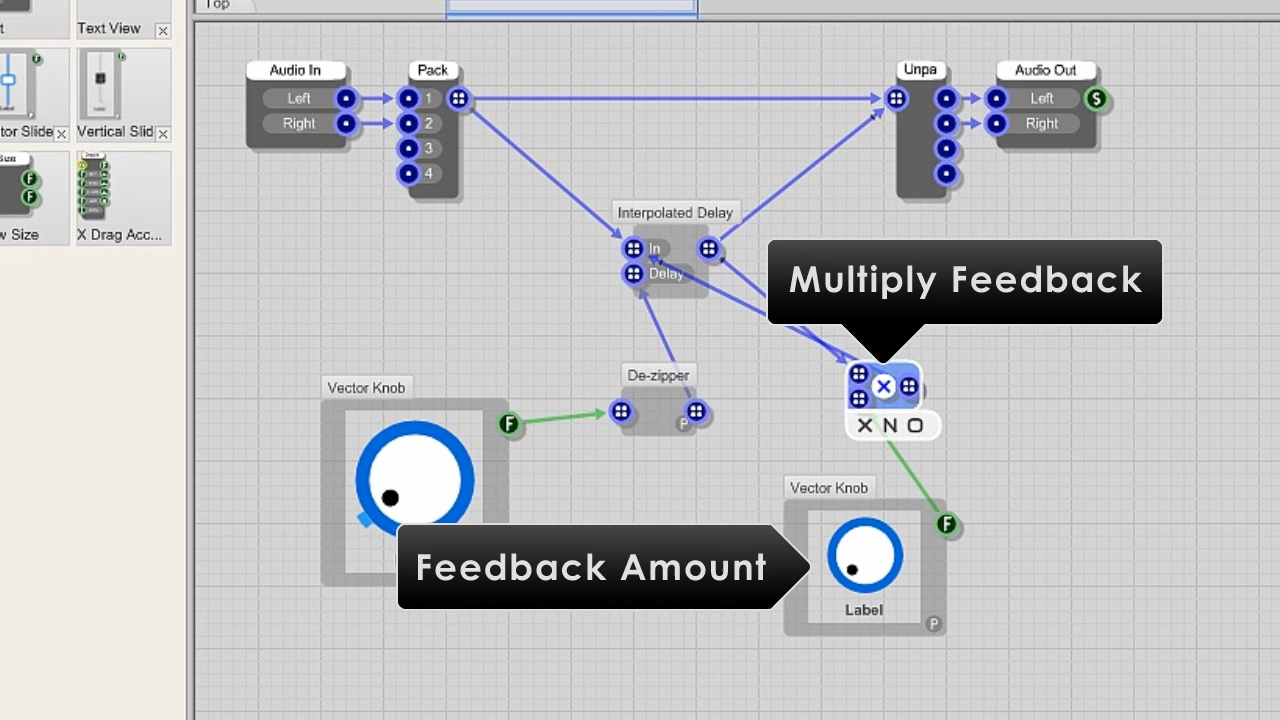 Top
Text View
Vertical Slid
tor Slide
w Size
X Drag Acc...
Audio In
Left
Right
Pack
1
2
3
4
Unpa
Audio Out
Left
Right
S
Interpolated Delay
In
Delay
Multiply Feedback
X N O
De-zipper
P
Vector Knob
F
Vector Knob
F
Feedback Amount
Label
P